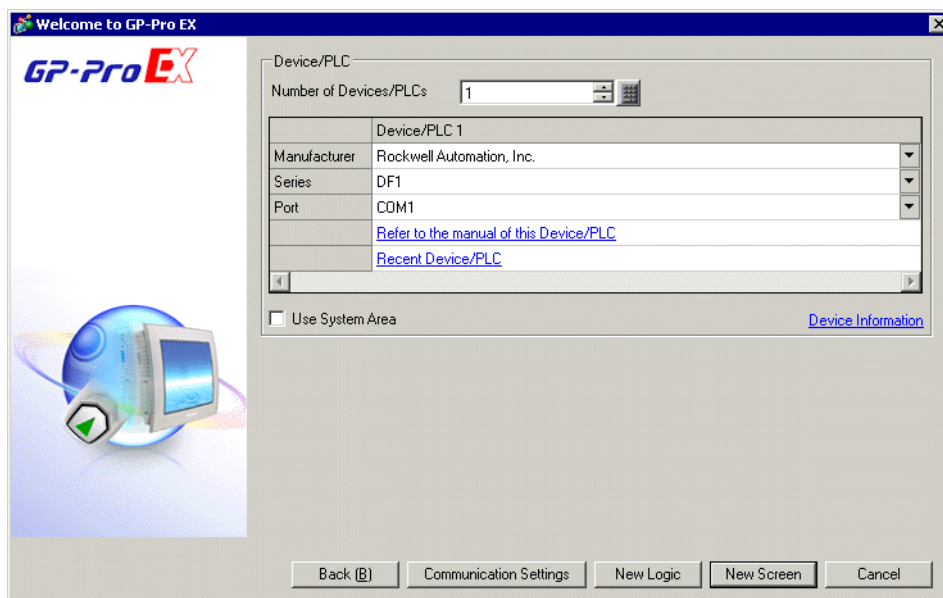 Welcome to GP-Pro EX
GP-Pro EX
Device/PLC
Number of Devices/PLCs 1
Device/PLC 1
Manufacturer Rockwell Automation, Inc.
Series DF1
Port COM1
Refer to the manual of this Device/PLC
Recent Device/PLC
Use System Area Device Information
Back (B) Communication Settings New Logic New Screen Cancel